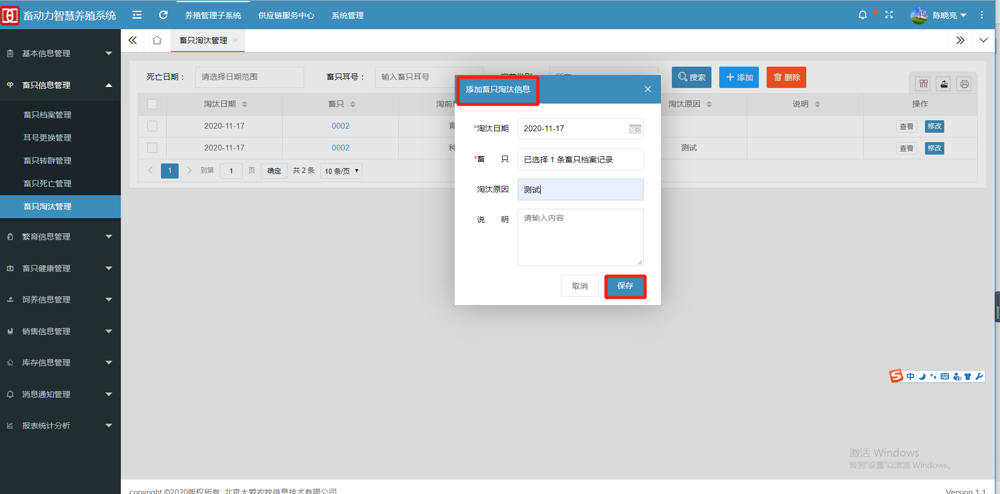 畜动力智慧养殖系统
养殖管理子系统 供应链服务中心 系统管理
陈晓亮
畜只淘汰管理
基本信息管理
畜只信息管理
畜只档案管理
耳号更换管理
畜只转群管理
畜只死亡管理
畜只淘汰管理
繁育信息管理
畜只健康管理
饲养信息管理
销售信息管理
库存信息管理
消息通知管理
报表统计分析
死亡日期： 请选择日期范围 畜只耳号： 输入畜只耳号
搜索 添加 删除
淘汰日期 畜只 淘前 淘汰原因 说明 操作
2020-11-17 0002 育 查看 修改
2020-11-17 0002 种 测试 查看 修改
1 到第 1 页 确定 共 2 条 10 条/页
添加畜只淘汰信息
*淘汰日期 2020-11-17
*畜 只 已选择 1 条畜只档案记录
淘汰原因 测试
说 明 请输入内容
取消 保存
中
激活 Windows
转到"设置"以激活 Windows。
copyright ©2020版权所有: 北京大爱农牧信息技术有限公司
Version 1.1